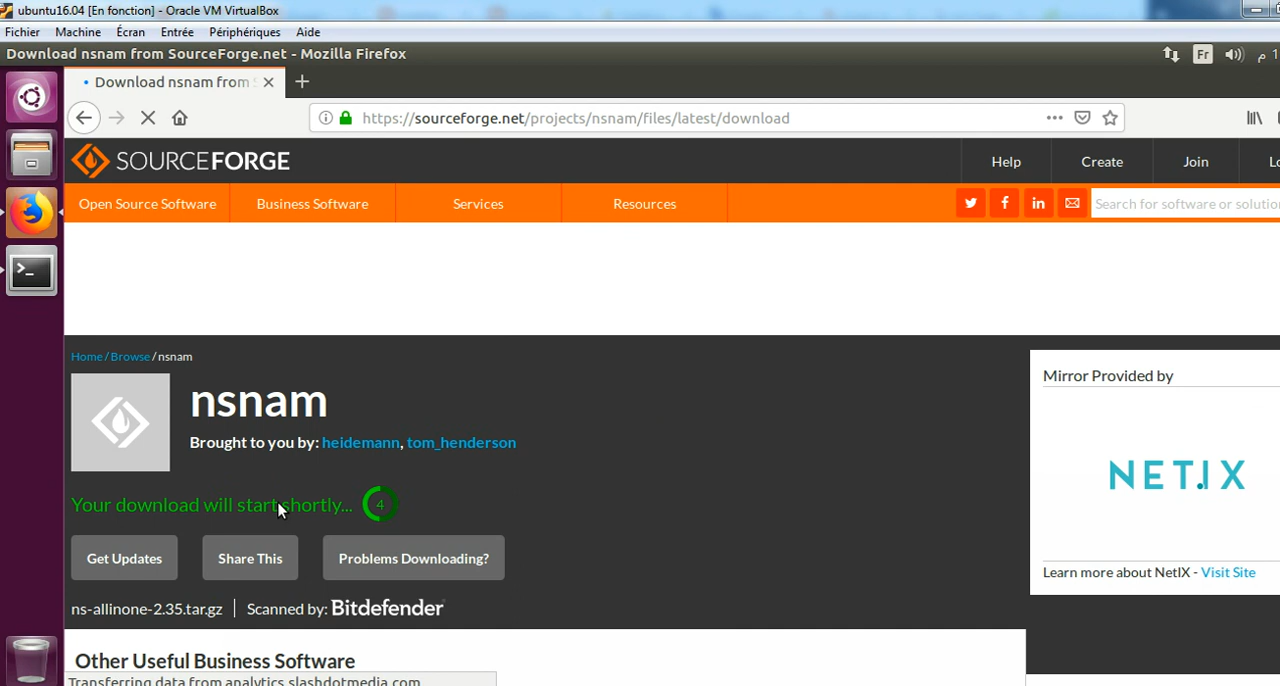 ubuntu16.04 [En fonction] - Oracle VM VirtualBox
Fichier Machine Écran Entrée Périphériques Aide
Download nsnam from SourceForge.net - Mozilla Firefox
Fr
م 1
• Download nsnam from
https://sourceforge.net/projects/nsnam/files/latest/download
SOURCEFORGE
Help Create Join
Open Source Software Business Software Services Resources
Search for software or solutio
Home / Browse / nsnam
nsnam
Brought to you by: heidemann, tom_henderson
Your download will start shortly... 4
Get Updates Share This Problems Downloading?
ns-allinone-2.35.tar.gz | Scanned by: Bitdefender
Mirror Provided by
NETIX
Learn more about NetIX - Visit Site
Other Useful Business Software
Transferring data from analytics.slashdotmedia.com